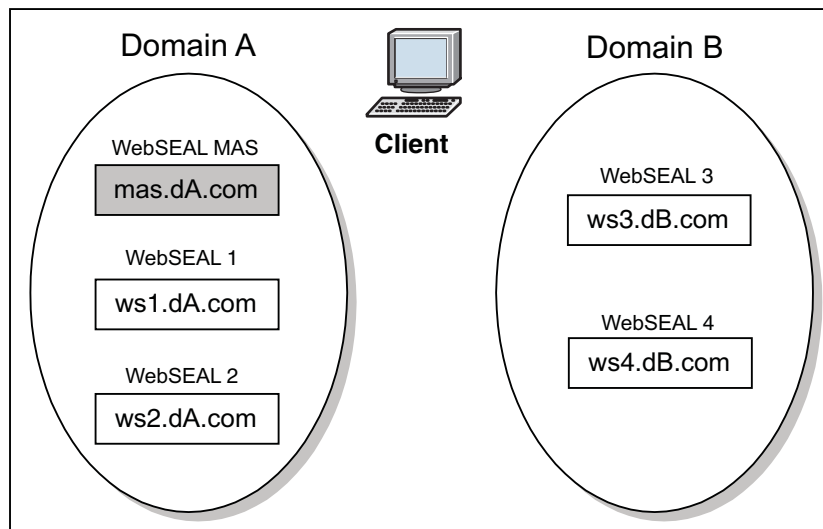 Domain A
Client
Domain B
WebSEAL MAS
mas.dA.com
WebSEAL 1
ws1.dA.com
WebSEAL 2
ws2.dA.com
WebSEAL 3
ws3.dB.com
WebSEAL 4
ws4.dB.com